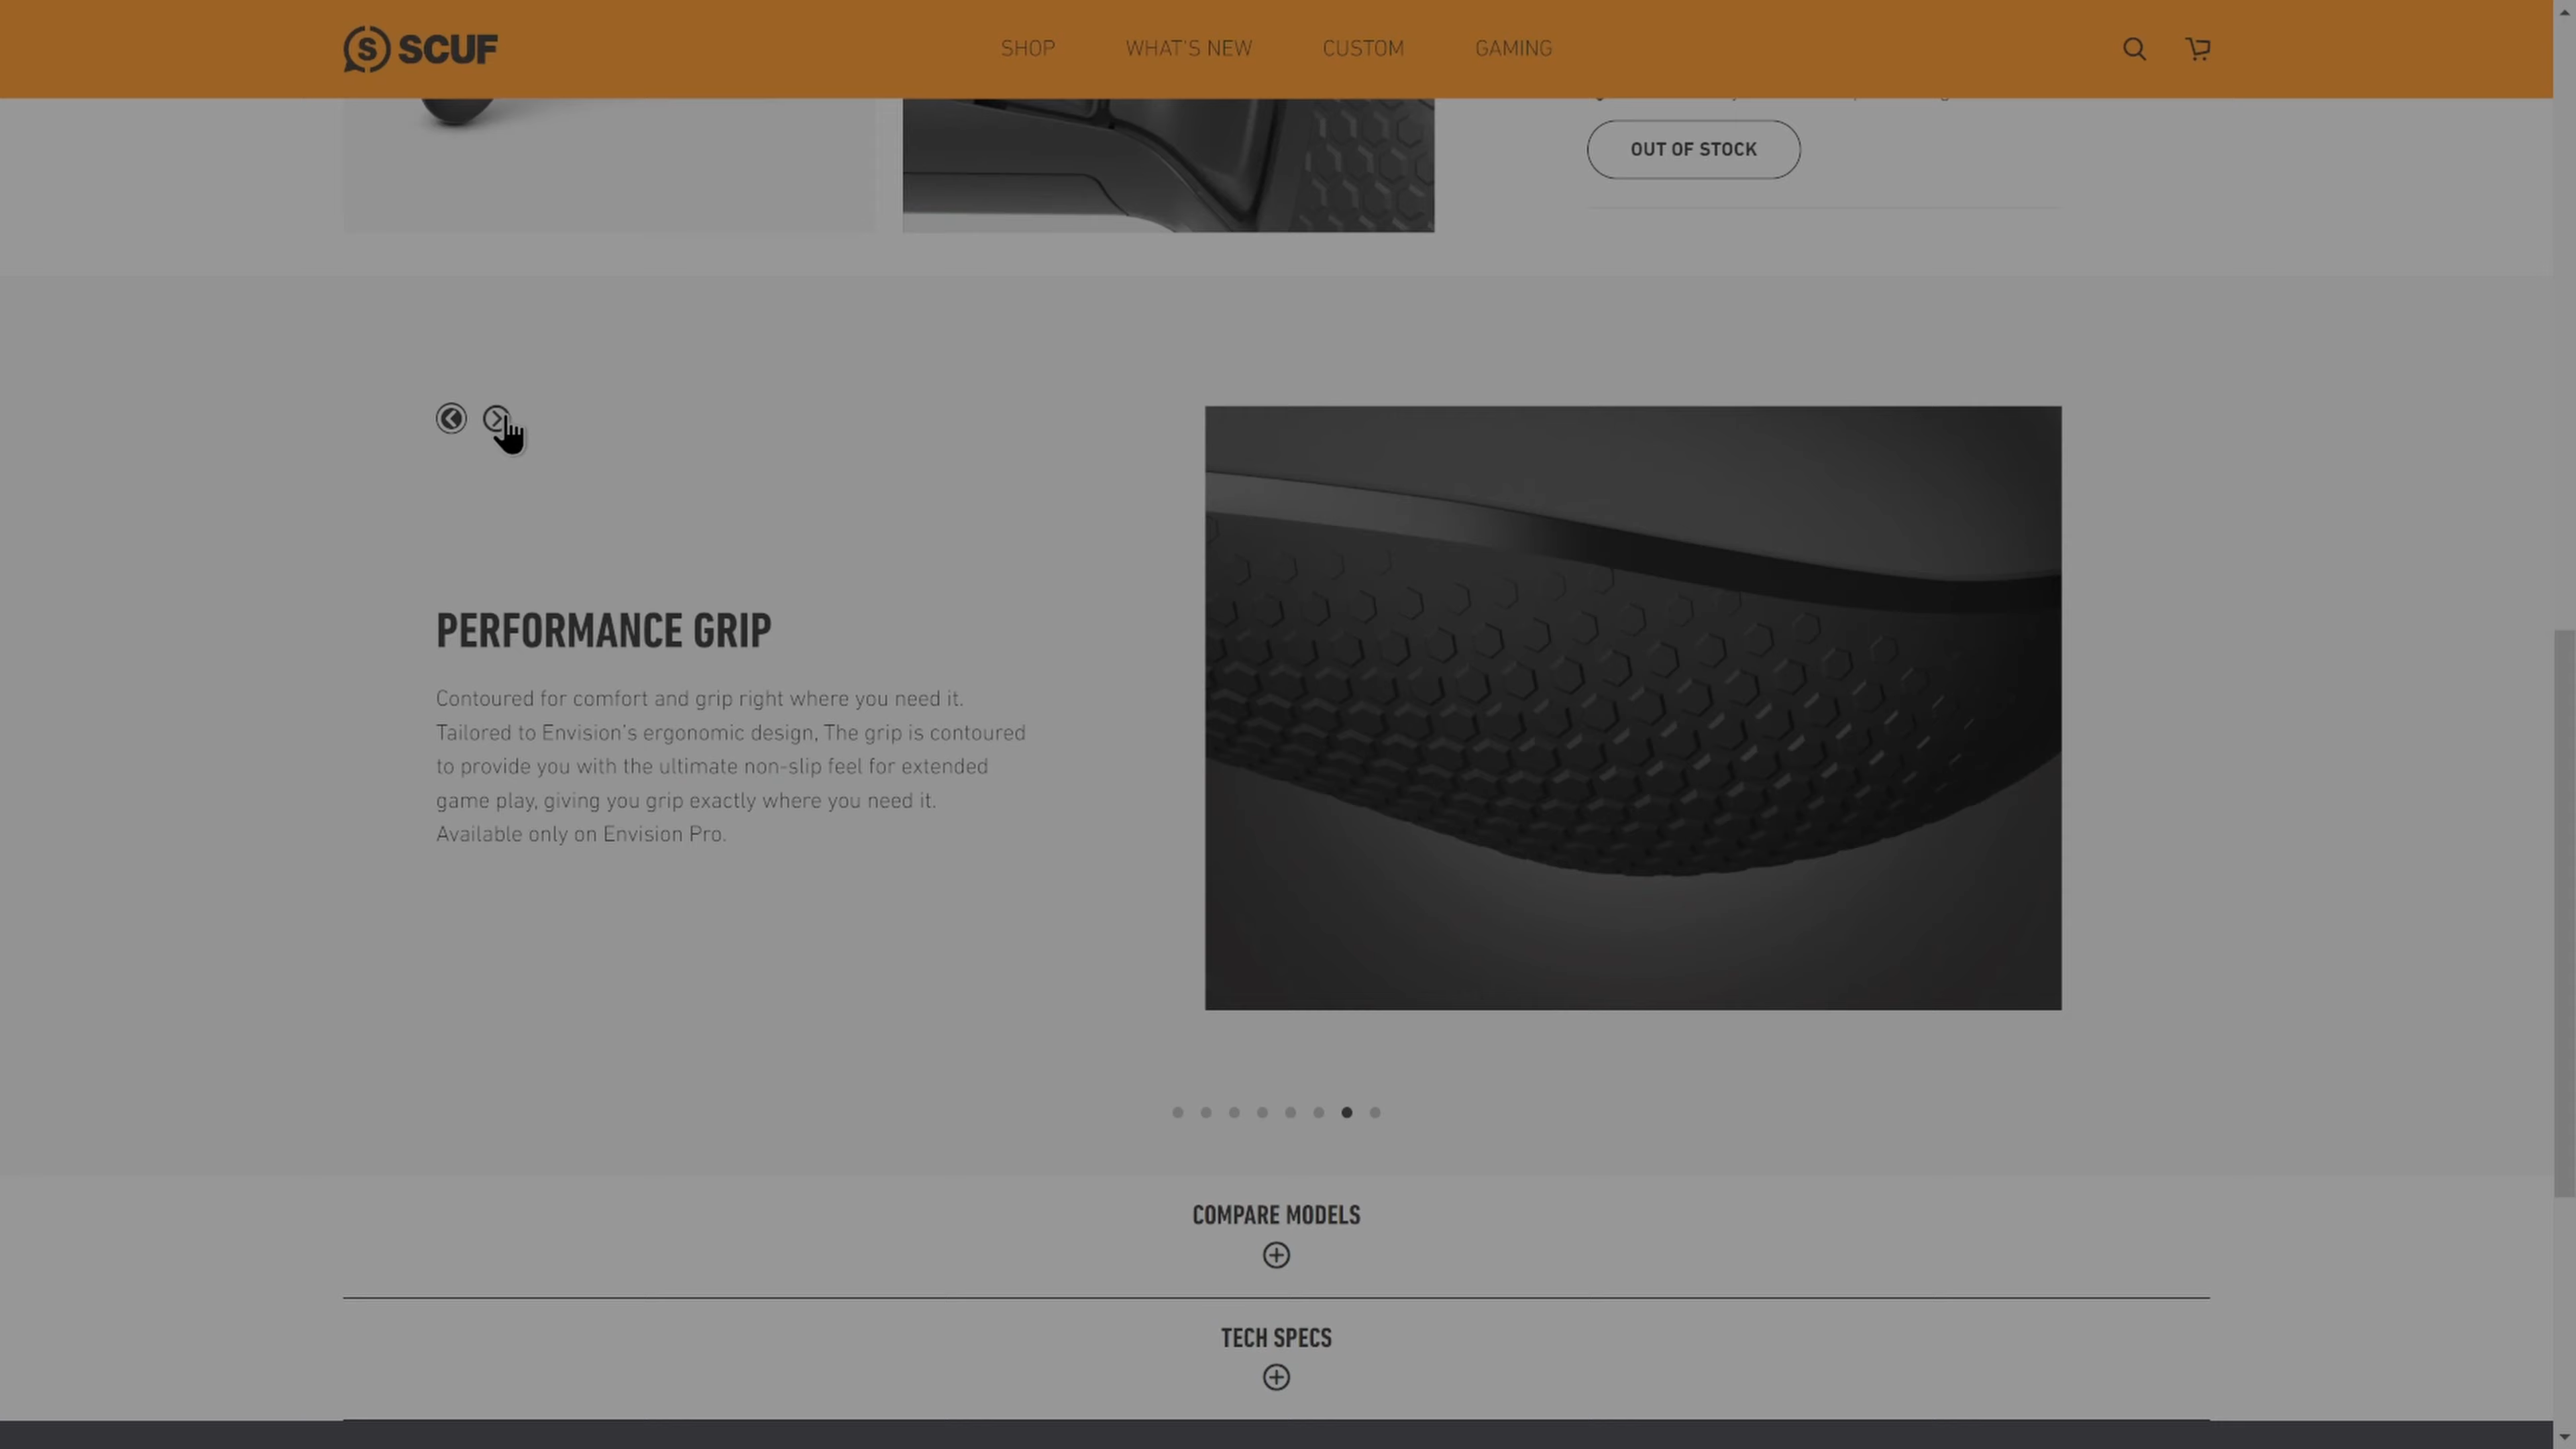 SCUF
SHOP
WHAT'S NEW
CUSTOM
GAMING
OUT OF STOCK
PERFORMANCE GRIP
Contoured for comfort and grip right where you need it.
Tailored to Envision's ergonomic design, The grip is contoured
to provide you with the ultimate non-slip feel for extended
game play, giving you grip exactly where you need it.
Available only on Envision Pro.
COMPARE MODELS
TECH SPECS